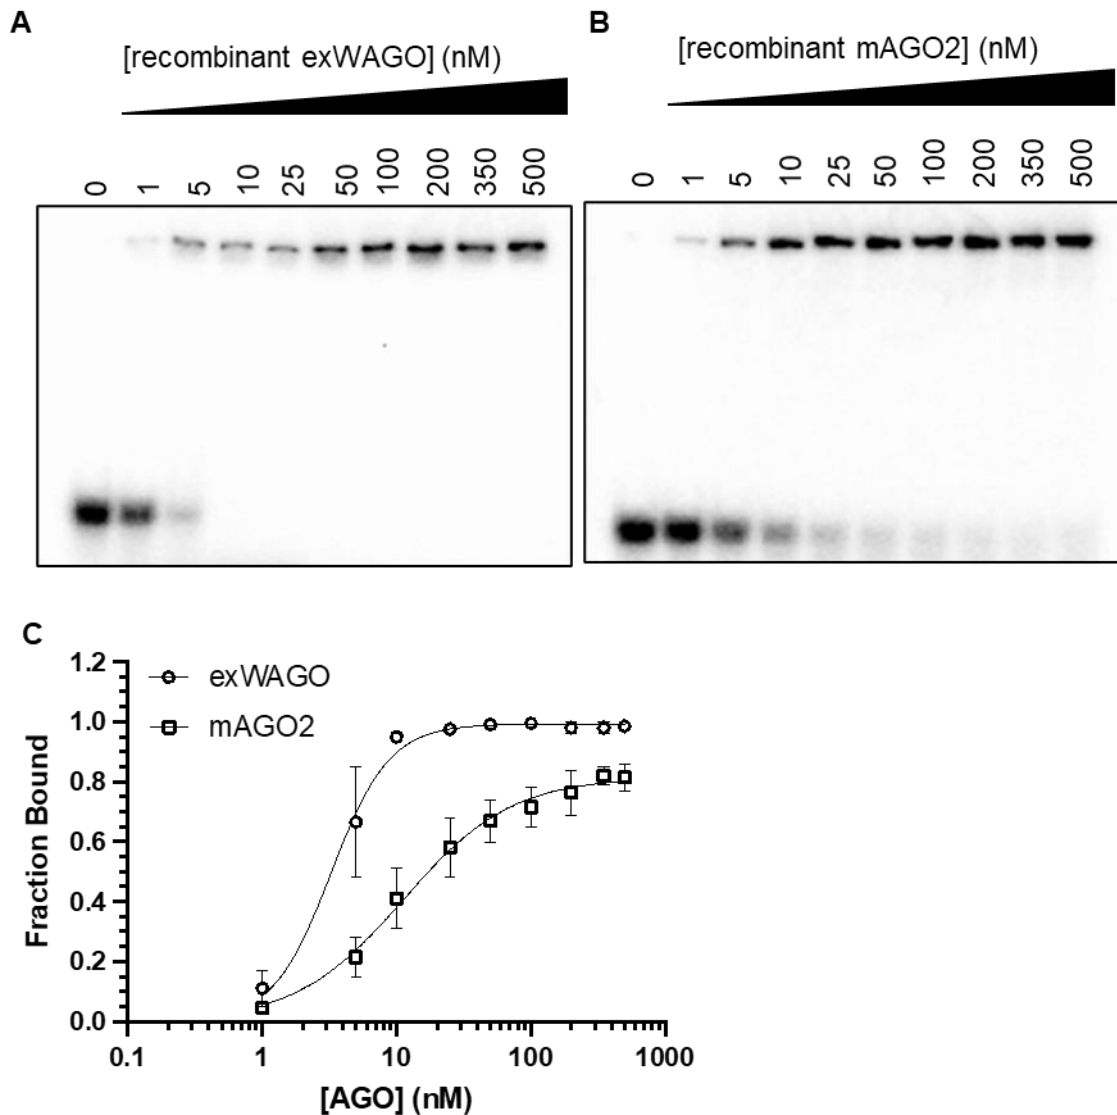 A
[recombinant exWAGO] (nM)
0 1 5 10 25 50 100 200 350 500
B
[recombinant mAGO2] (nM)
0 1 5 10 25 50 100 200 350 500
C
exWAGO
mAGO2
1.2
1.0
0.8
0.6
0.4
0.2
0.0
Fraction Bound
0.1 1 10 100 1000
[AGO] (nM)